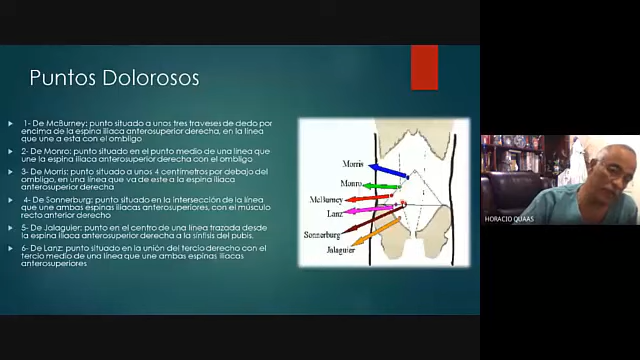 Puntos Dolorosos
1- De McBurney: punto situado a unos tres traveses de dedo por
encima de la espina iliaca anterosuperior derecha, en la línea
que une a esta con el ombligo
2- De Monro: punto situado en el punto medio de una línea que
une la espina iliaca anterosuperior derecha con el ombligo
3- De Morris: punto situado a unos 4 centímetros por debajo del
ombligo, en una línea que va de este a la espina iliaca
anterosuperior derecha
4- De Sonnerburg: punto situado en la intersección de la línea
que une ambas espinas iliacas anterosuperiores, con el músculo
recto anterior derecho
5- De Jalaguier: punto en el centro de una línea trazada desde
la espina iliaca anterosuperior derecha a la sínfisis del pubis.
6- De Lanz: punto situado en la unión del tercio derecho con el
tercio medio de una línea que une ambas espinas iliacas
anterosuperiores
Morris
Monro
McBurney
Lanz
Sonnerburg
Jalaguier
HORACIO QUAAS